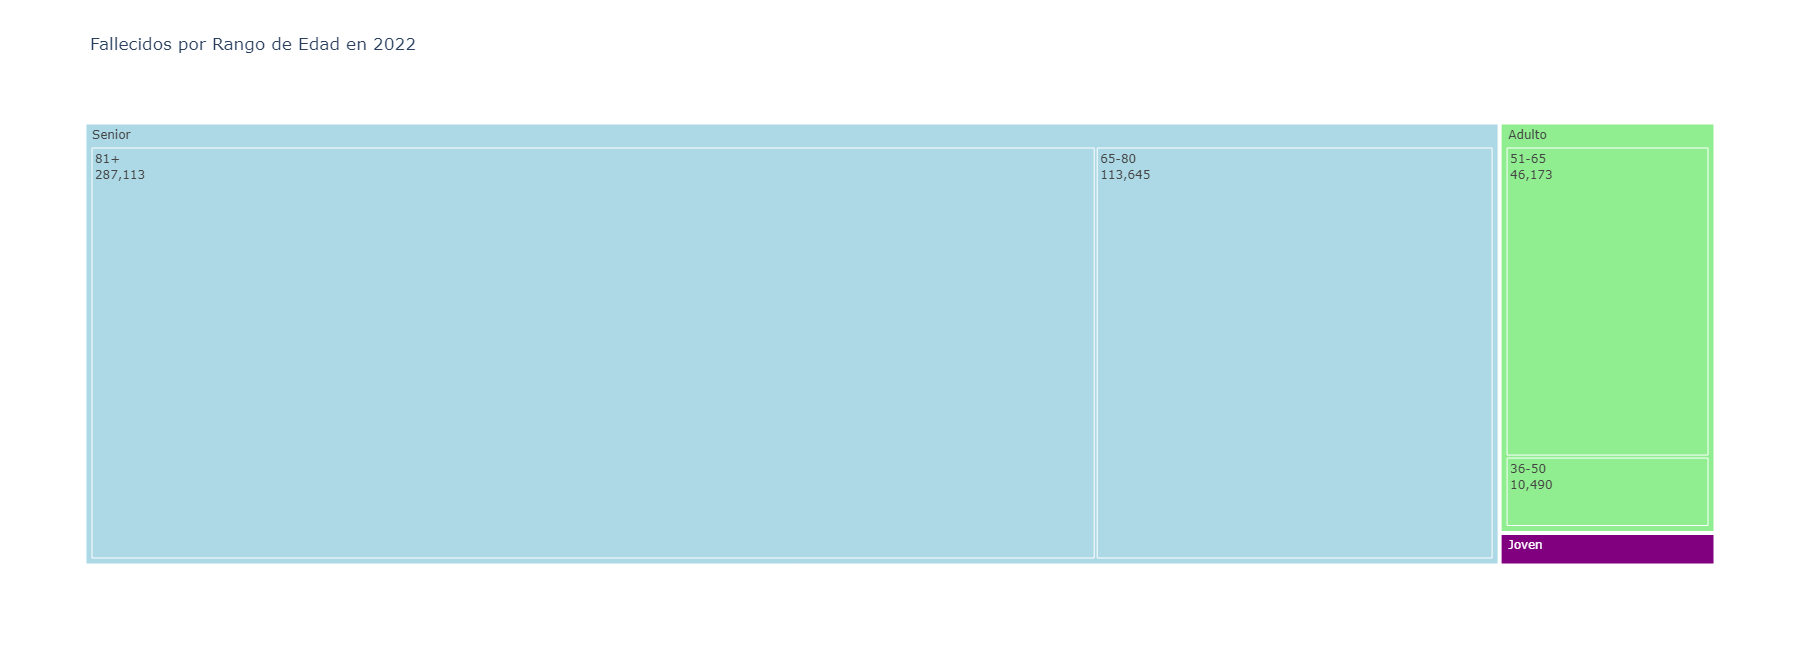 Fallecidos por Rango de Edad en 2022
Senior
81+
287,113
65-80
113,645
Adulto
51-65
46,173
36-50
10,490
Joven